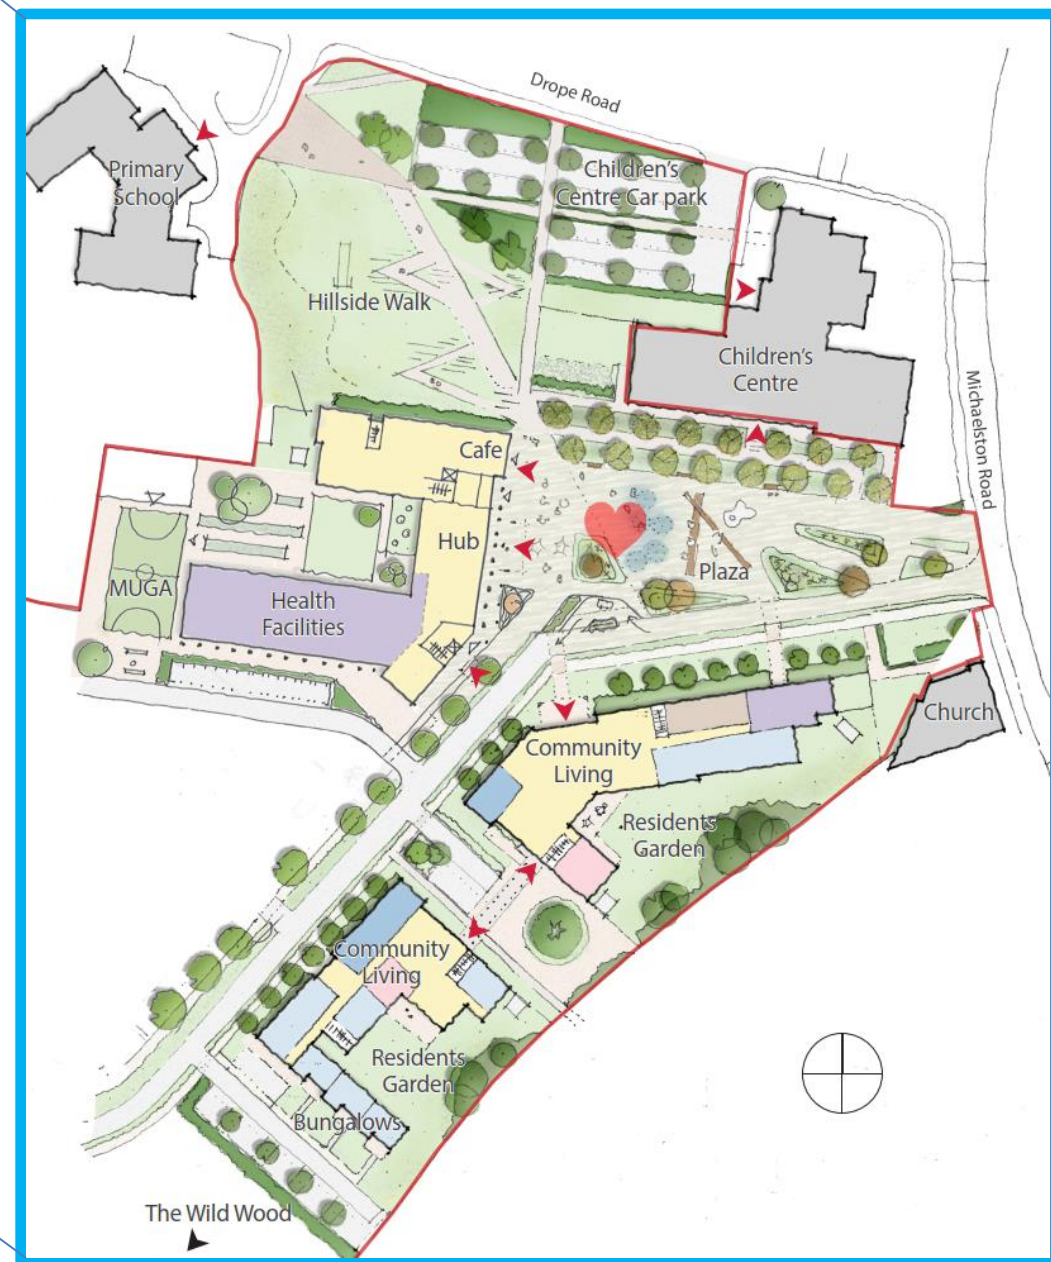 Drope Road
Primary
School
Children's
Centre Car park
Hillside Walk
Children's
Centre
Michaelston Road
Cafe
Hub
Plaza
MUGA
Health
Facilities
Church
Community
Living
Residents
Garden
Community
Living
Residents
Garden
Bungalows
The Wild Wood